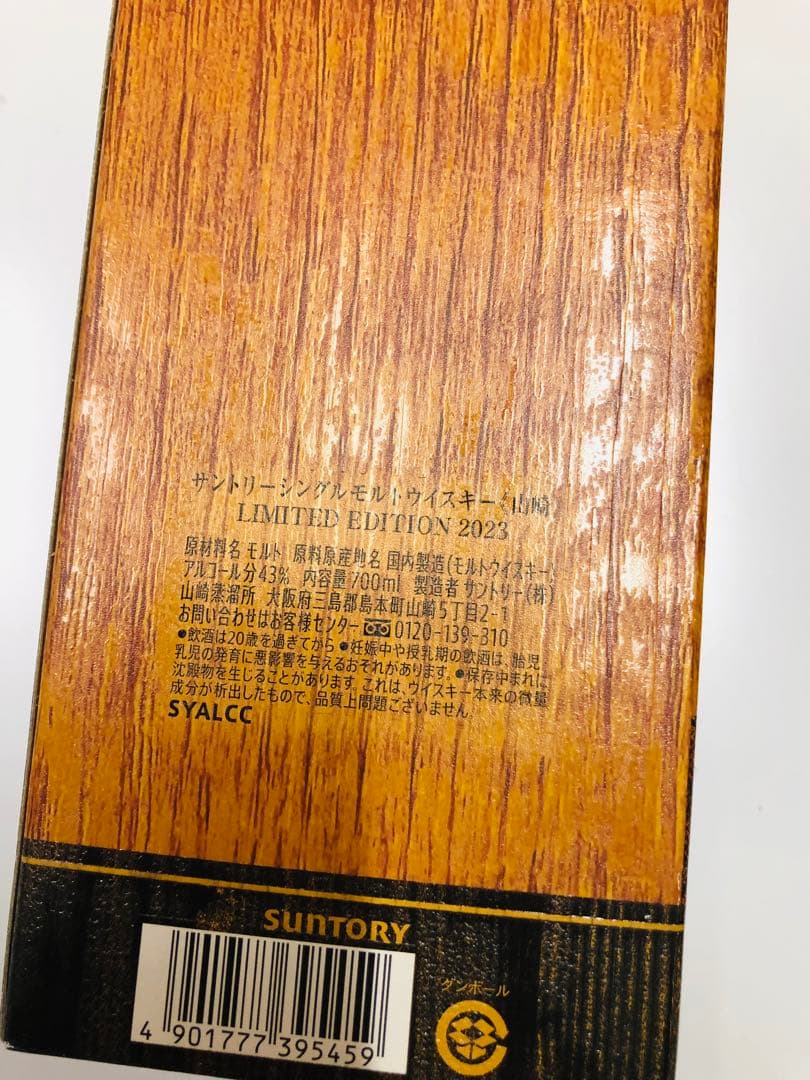 サントリーシングルモルトウイスキー 山崎
LIMITED EDITION 2023
原材料名 モルト 原料原産地名 国内製造(モルトウイスキー)
アルコール分43% 内容量700ml 製造者 サントリー(株)
山崎蒸溜所 大阪府三島郡島本町山崎5丁目2-1
お問い合わせはお客様センター 0120-139-310
●飲酒は20歳を過ぎてから ●妊娠中や授乳期の飲酒は、胎児・
乳児の発育に悪影響を与えるおそれがあります。●保存中まれに
沈殿物を生じることがあります。これは、ウイスキー本来の微量
成分が析出したもので、品質上問題ございません。
SYALCC
SUNTORY
ダンボール
4 901777 395459